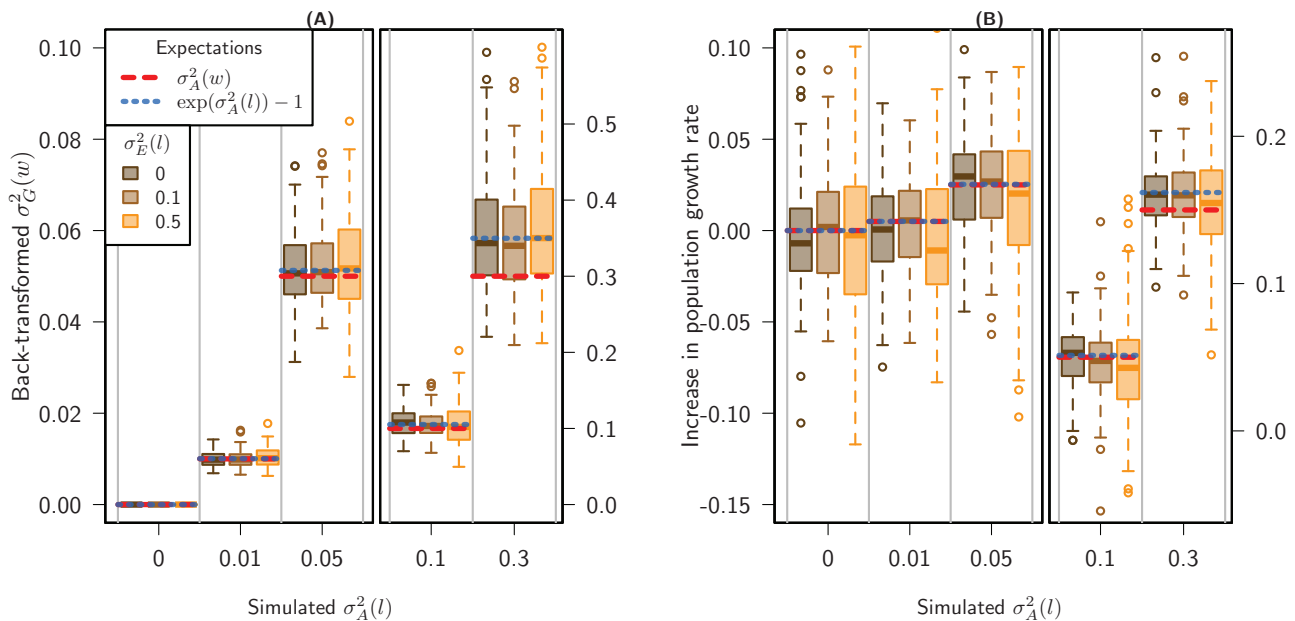 (A)
Expectations
σ²_A(w)
exp(σ²_A(l)) − 1
σ²_E(l)
0
0.1
0.5
Back-transformed σ²_G(w)
0.10
0.08
0.06
0.04
0.02
0.00
0.5
0.4
0.3
0.2
0.1
0.0
0 0.01 0.05 0.1 0.3
Simulated σ²_A(l)
(B)
Increase in population growth rate
0.10
0.05
0.00
-0.05
-0.10
-0.15
0.2
0.1
0.0
0 0.01 0.05 0.1 0.3
Simulated σ²_A(l)